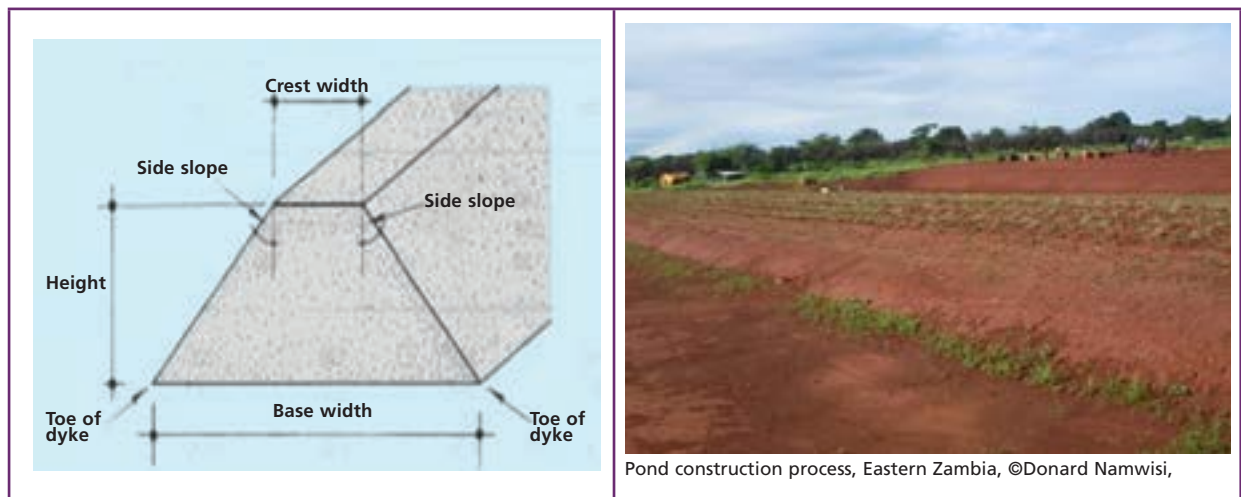 Crest width
Side slope
Side slope
Height
Toe of
dyke
Base width
Toe of
dyke
Pond construction process, Eastern Zambia, ©Donard Namwisi,